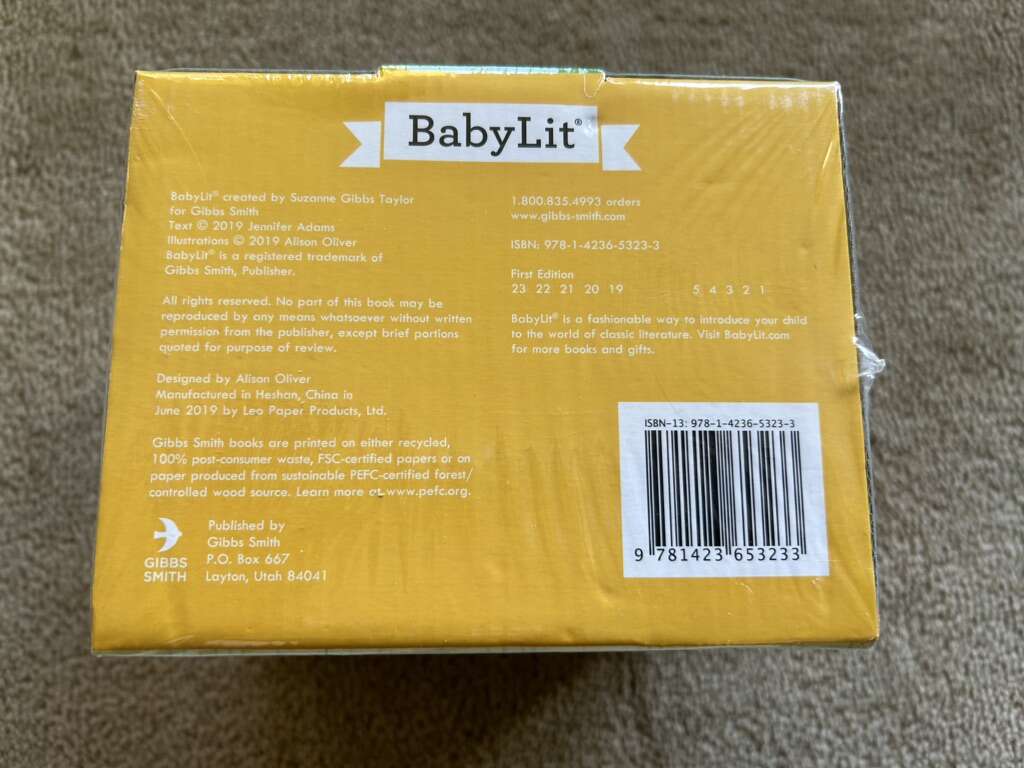 BabyLit®
BabyLit® created by Suzanne Gibbs Taylor
for Gibbs Smith
Text © 2019 Jennifer Adams
Illustrations © 2019 Alison Oliver
BabyLit® is a registered trademark of
Gibbs Smith, Publisher.
All rights reserved. No part of this book may be
reproduced by any means whatsoever without written
permission from the publisher, except brief portions
quoted for purpose of review.
Designed by Alison Oliver
Manufactured in Heshan, China in
June 2019 by Leo Paper Products, Ltd.
Gibbs Smith books are printed on either recycled,
100% post-consumer waste, FSC-certified papers or on
paper produced from sustainable PEFC-certified forest/
controlled wood source. Learn more at www.pefc.org.
GIBBS
SMITH
Published by
Gibbs Smith
P.O. Box 667
Layton, Utah 84041
1.800.835.4993 orders
www.gibbs-smith.com
ISBN: 978-1-4236-5323-3
First Edition
23 22 21 20 19 5 4 3 2 1
BabyLit® is a fashionable way to introduce your child
to the world of classic literature. Visit BabyLit.com
for more books and gifts.
ISBN-13: 978-1-4236-5323-3
9 781423 653233